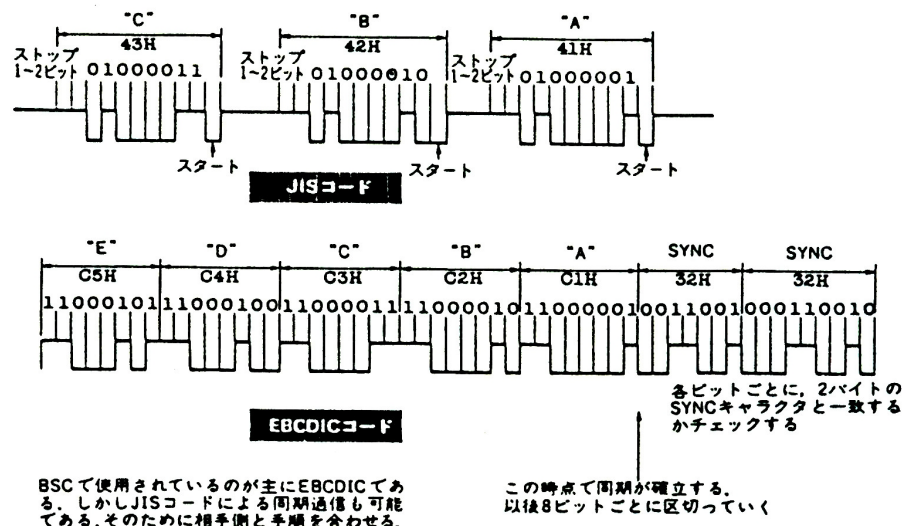 "C"
43H
ストップ
1~2ビット
01000011
スタート
"B"
42H
ストップ
1~2ビット
01000010
スタート
"A"
41H
ストップ
1~2ビット
01000001
スタート
JISコード
"E" "D" "C" "B" "A" SYNC SYNC
C5H C4H C3H C2H C1H 32H 32H
11000101 11000100 11000011 11000010 11000001 0011001 000110010
各ビットごとに,2バイトの
SYNCキャラクタと一致する
かチェックする
EBCDICコード
BSCで使用されているのが主にEBCDICであ
る.しかしJISコードによる同期通信も可能
である.そのために相手側と手順を合わせる.
この時点で同期が確立する.
以後8ビットごとに区切っていく